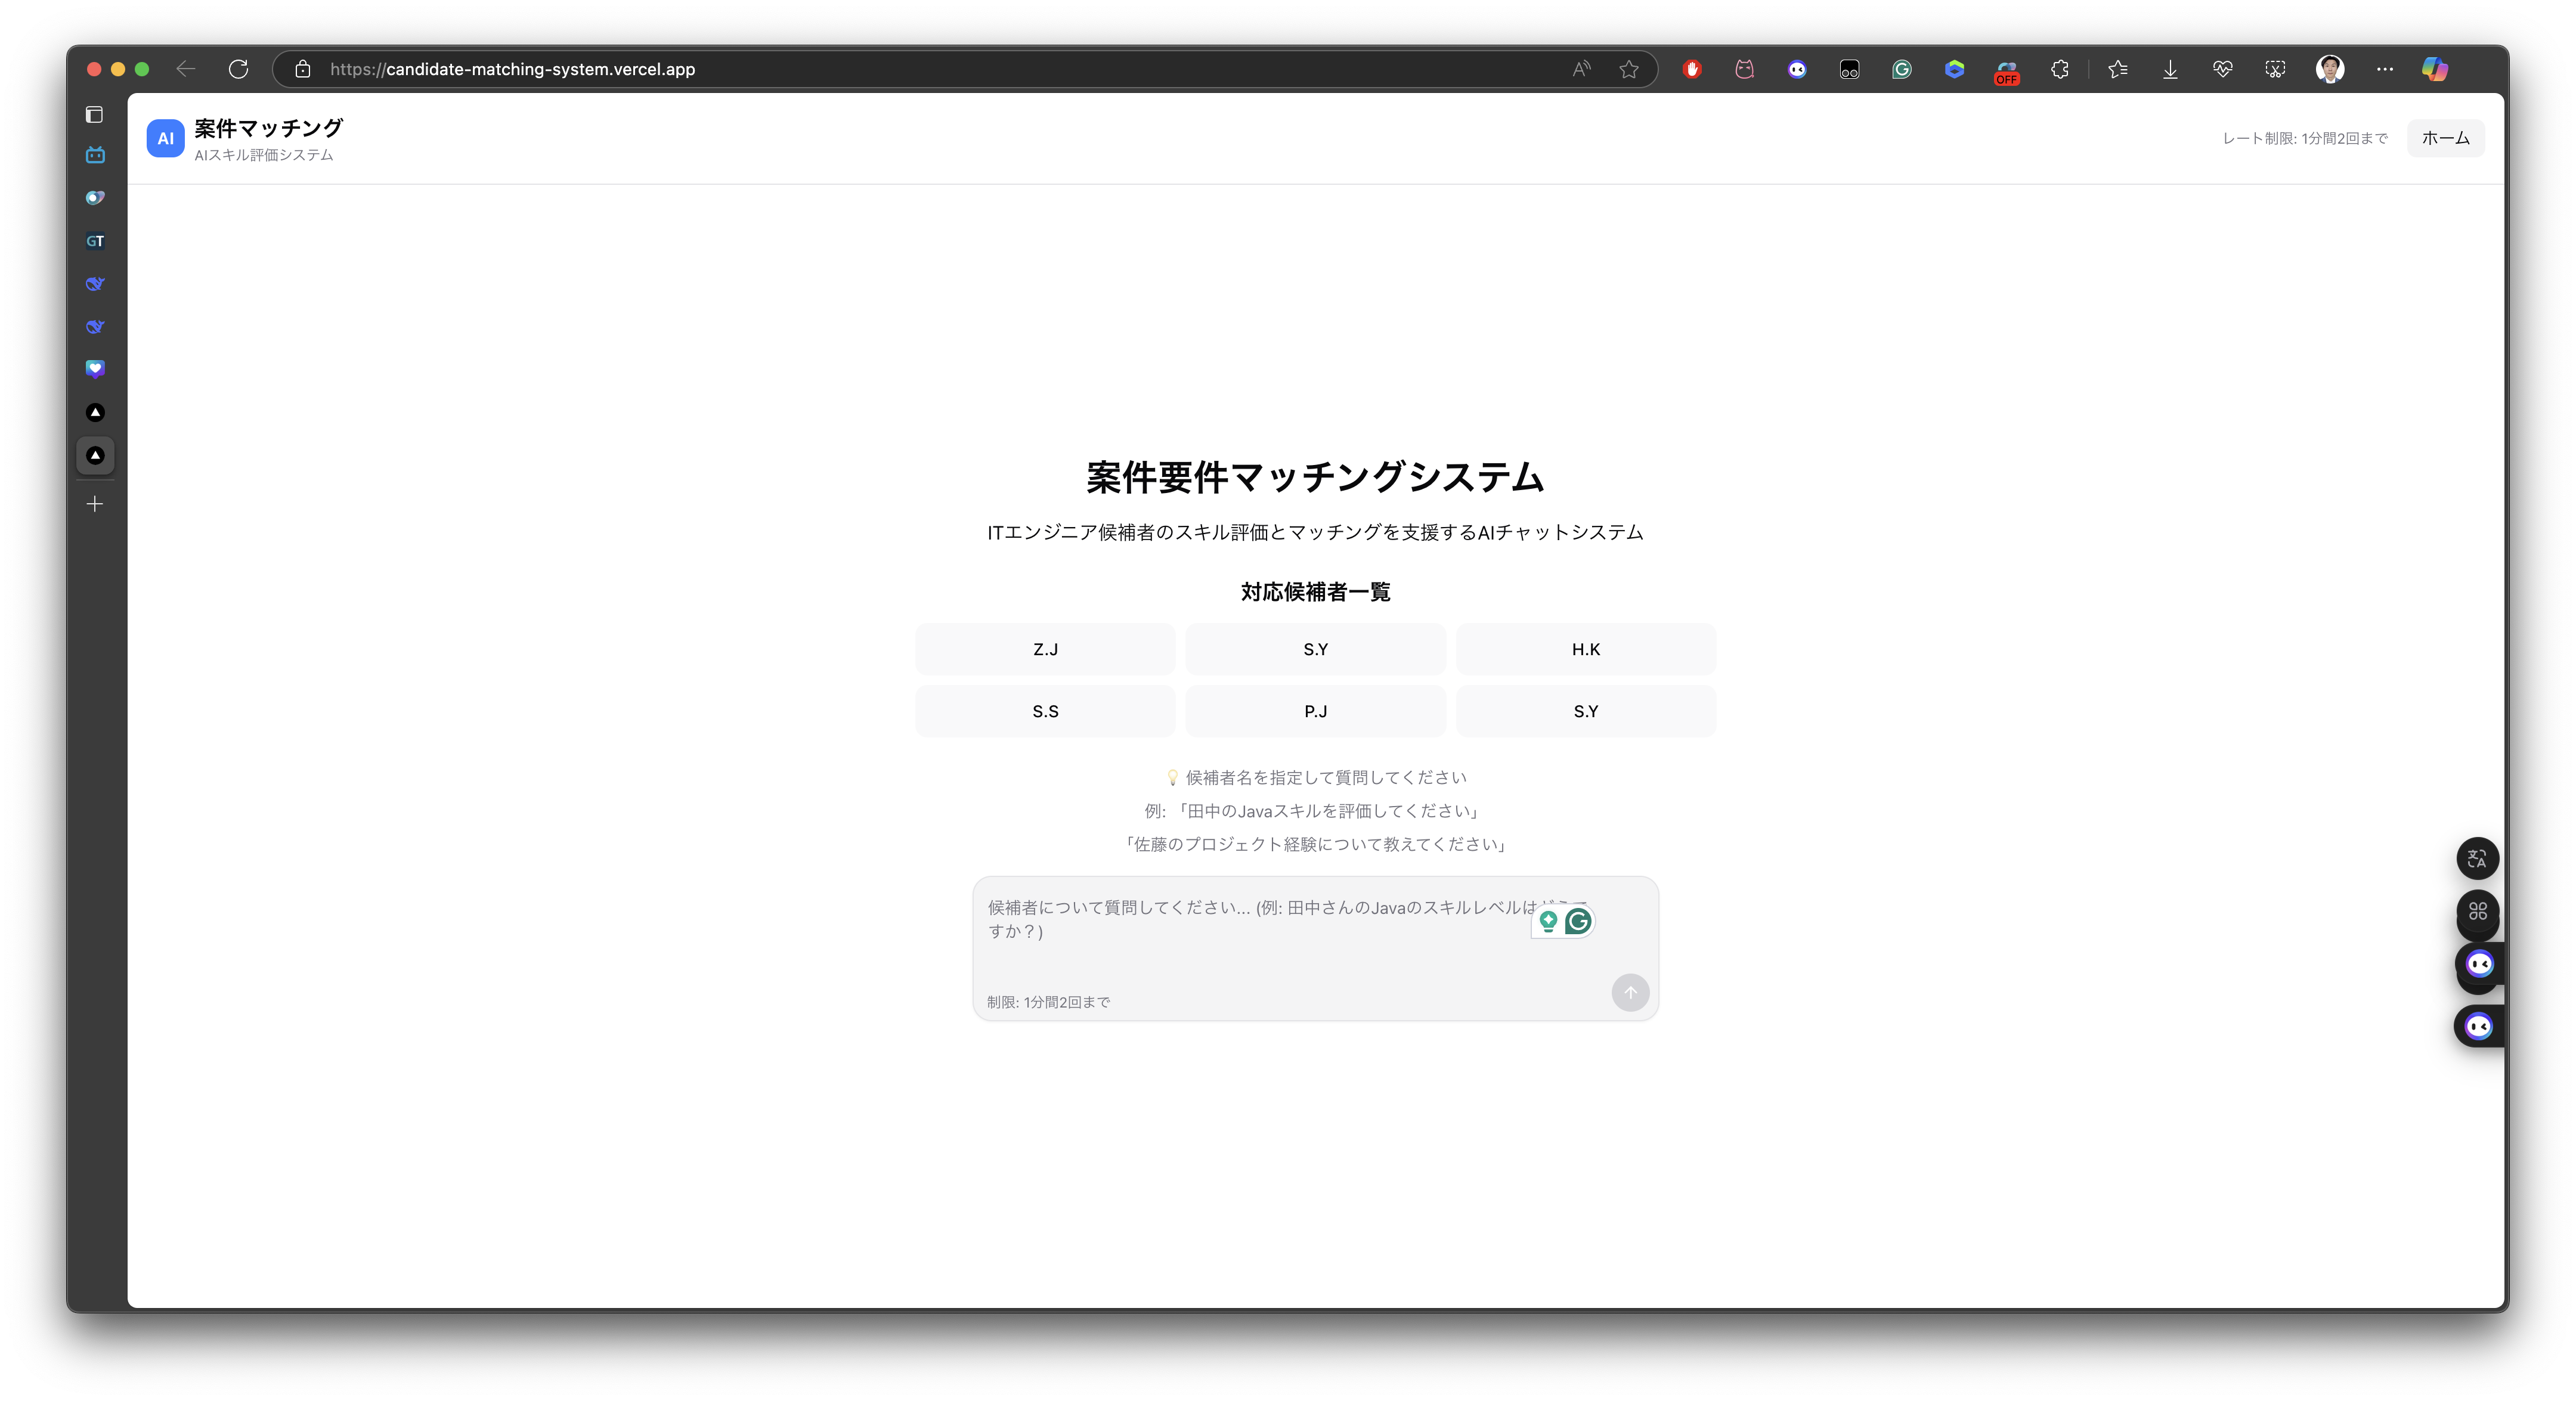 https://candidate-matching-system.vercel.app
OFF
GT
AI
案件マッチング
AIスキル評価システム
レート制限: 1分間2回まで
ホーム
案件要件マッチングシステム
ITエンジニア候補者のスキル評価とマッチングを支援するAIチャットシステム
対応候補者一覧
Z.J
S.Y
H.K
S.S
P.J
S.Y
💡 候補者名を指定して質問してください
例: 「田中のJavaスキルを評価してください」
「佐藤のプロジェクト経験について教えてください」
候補者について質問してください... (例: 田中さんのJavaのスキルレベルは
すか？)
制限: 1分間2回まで